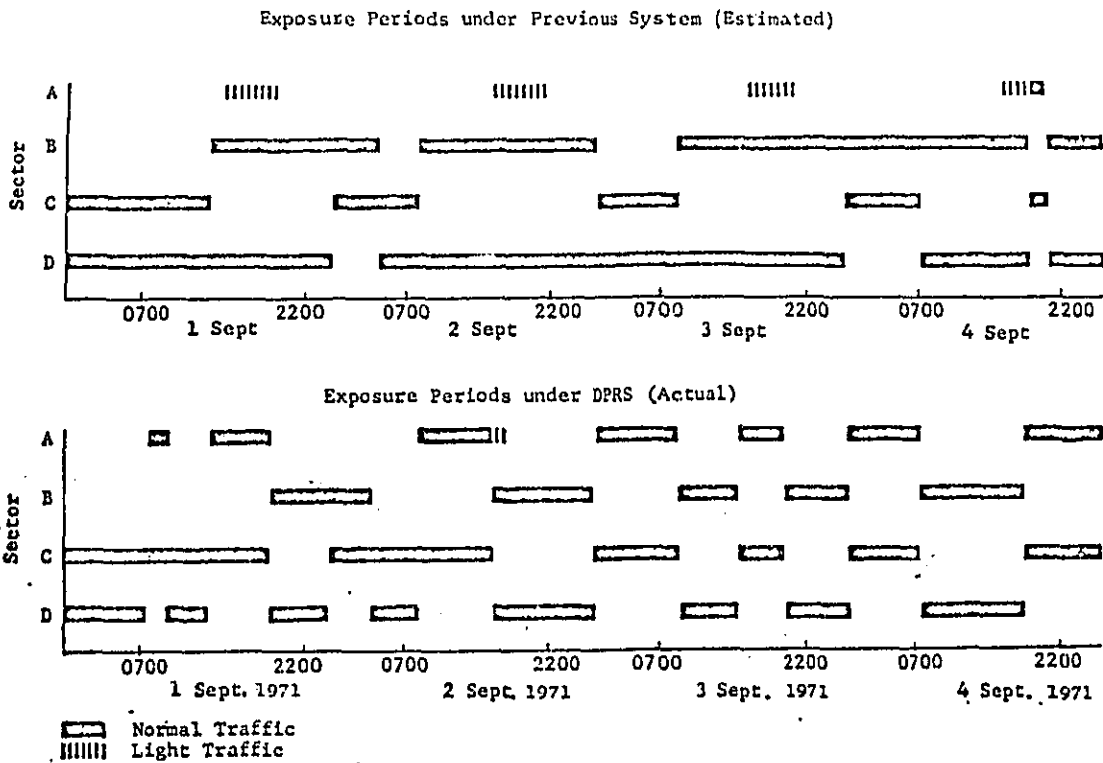 Exposure Periods under Previous System (Estimated)
A
B
Sector
C
D
0700 2200 0700 2200 0700 2200 0700 2200
1 Sept 2 Sept 3 Sept 4 Sept
Exposure Periods under DPRS (Actual)
A
B
Sector
C
D
0700 2200 0700 2200 0700 2200 0700 2200
1 Sept. 1971 2 Sept. 1971 3 Sept. 1971 4 Sept. 1971
Normal Traffic
Light Traffic